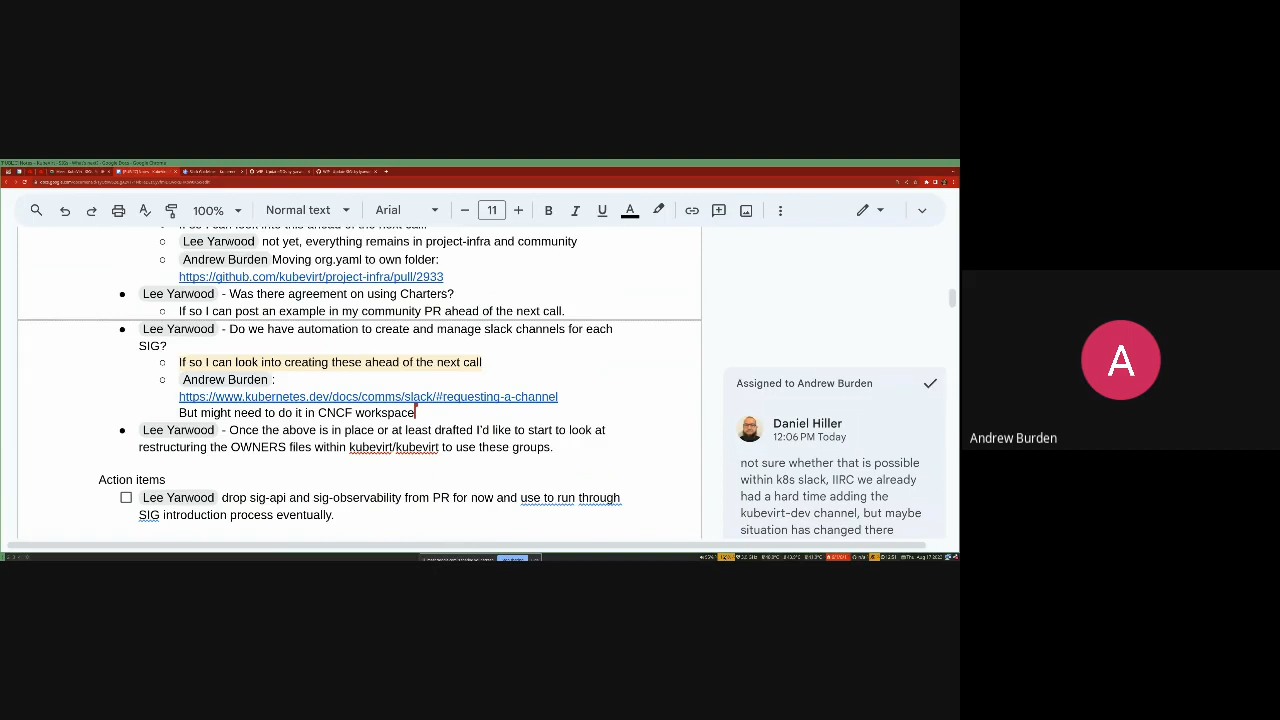 100%
Normal text
Arial
11
Lee Yarwood not yet, everything remains in project-infra and community
Andrew Burden Moving org.yaml to own folder:
https://github.com/kubevirt/project-infra/pull/2933
Lee Yarwood - Was there agreement on using Charters?
If so I can post an example in my community PR ahead of the next call.
Lee Yarwood - Do we have automation to create and manage slack channels for each
SIG?
If so I can look into creating these ahead of the next call
Andrew Burden :
https://www.kubernetes.dev/docs/comms/slack/#requesting-a-channel
But might need to do it in CNCF workspace
Lee Yarwood - Once the above is in place or at least drafted I'd like to start to look at
restructuring the OWNERS files within kubevirt/kubevirt to use these groups.
Action items
Lee Yarwood drop sig-api and sig-observability from PR for now and use to run through
SIG introduction process eventually.
Assigned to Andrew Burden
Daniel Hiller
12:06 PM Today
not sure whether that is possible
within k8s slack, IIRC we already
had a hard time adding the
kubevirt-dev channel, but maybe
situation has changed there
A
Andrew Burden